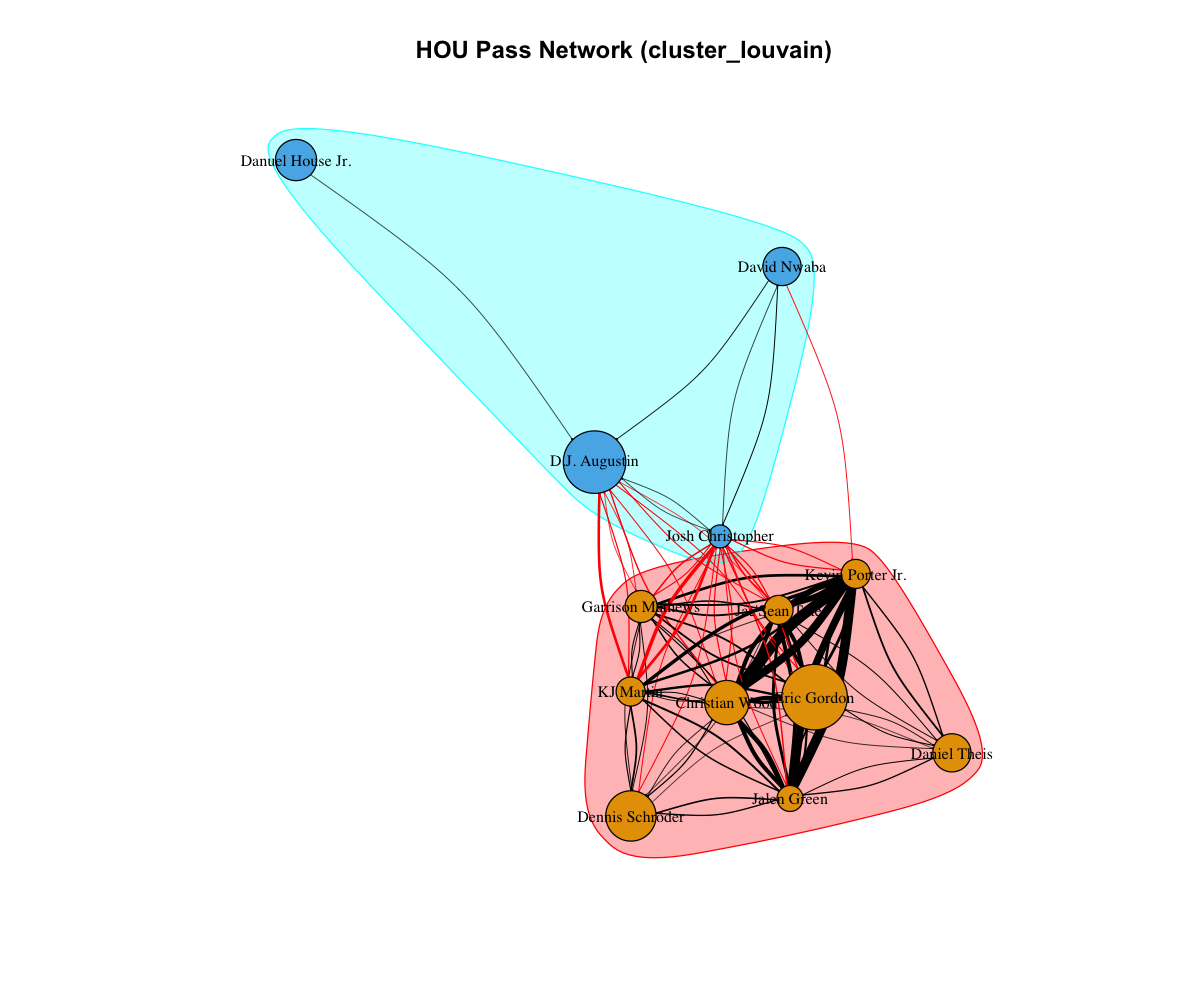 HOU Pass Network (cluster_louvain)
Danuel House Jr.
David Nwaba
D.J. Augustin
Josh Christopher
Kevin Porter Jr.
Garrison Mathews
Jae'Sean Tate
KJ Martin
Christian Wood
Eric Gordon
Daniel Theis
Jalen Green
Dennis Schroder